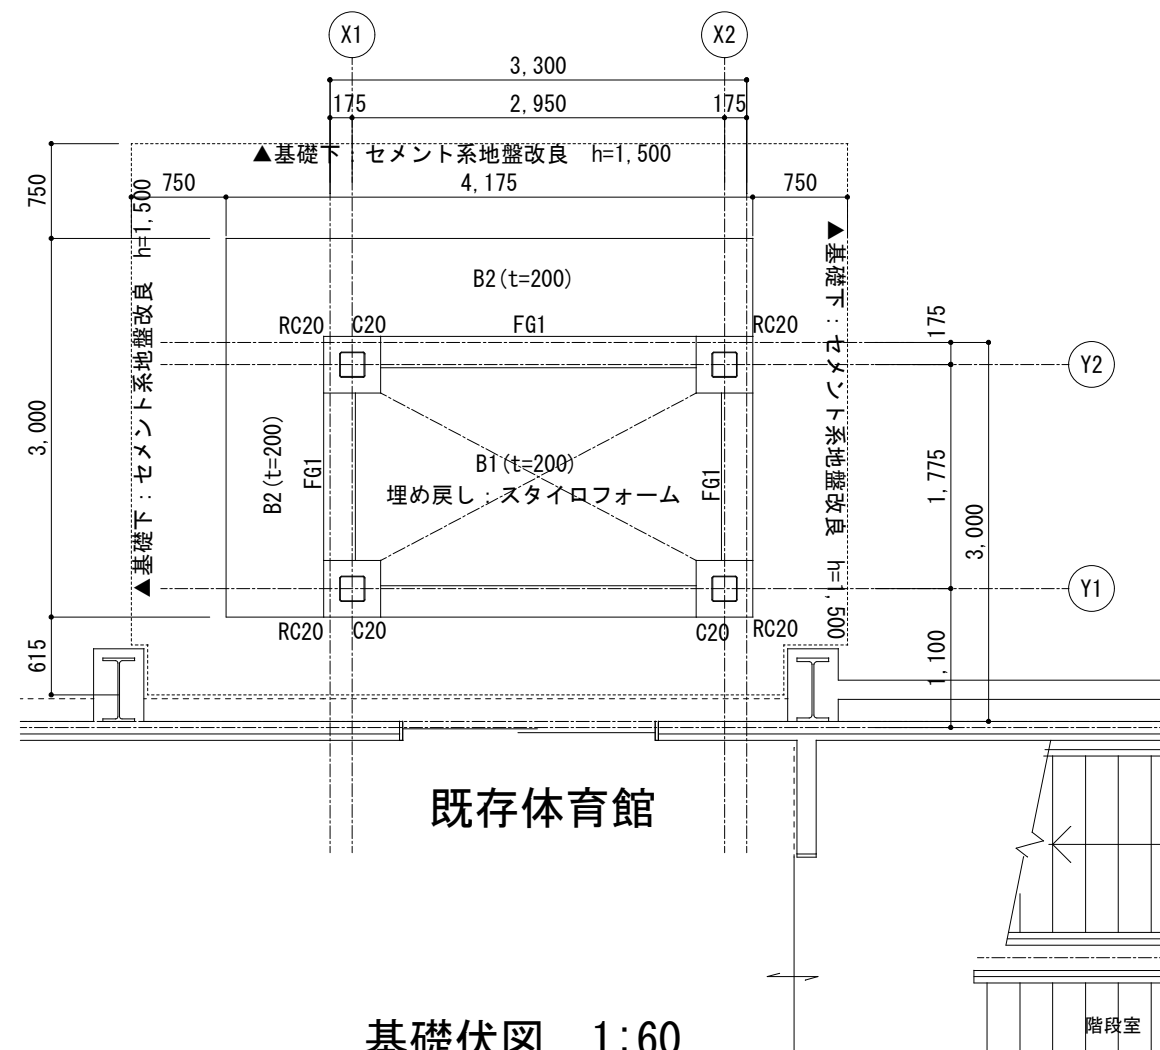 X1
X2
3,300
175
2,950
175
▲基礎下：セメント系地盤改良　h=1,500
750
750
4,175
750
▲基礎下：セメント系地盤改良　h=1,500
▲基礎下：セメント系地盤改良　h=1,500
B2(t=200)
RC20
C20
FG1
RC20
175
Y2
3,000
B2(t=200)
FG1
B1(t=200)
埋め戻し：スタイロフォーム
FG1
1,775
3,000
Y1
RC20
C20
C20
RC20
615
1,100
既存体育館
基礎伏図　1:60
階段室